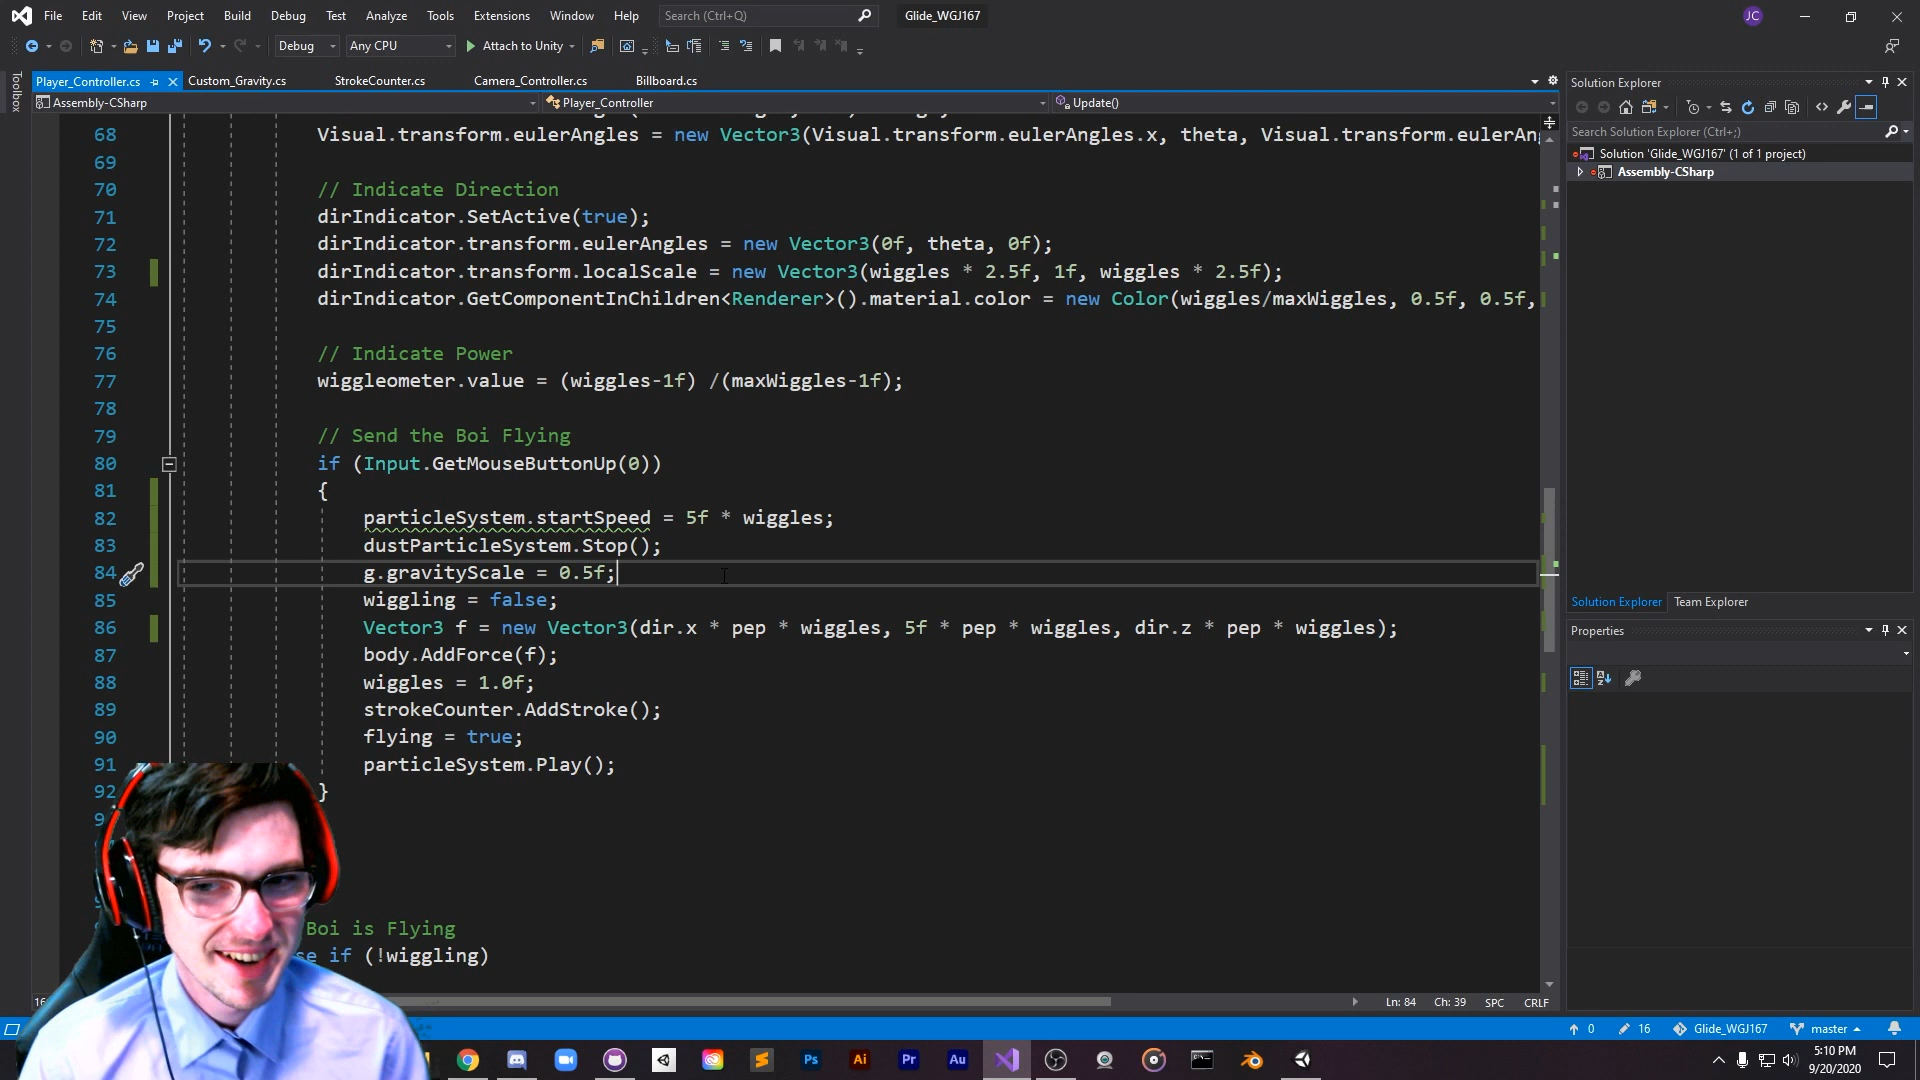 File Edit View Project Build Debug Test Analyze Tools Extensions Window Help Search (Ctrl+Q) Glide_WGJ167 JC
Debug Any CPU Attach to Unity
Toolbox
Player_Controller.cs Custom_Gravity.cs StrokeCounter.cs Camera_Controller.cs Billboard.cs
Assembly-CSharp Player_Controller Update()
68 Visual.transform.eulerAngles = new Vector3(Visual.transform.eulerAngles.x, theta, Visual.transform.eulerAng
69
70 // Indicate Direction
71 dirIndicator.SetActive(true);
72 dirIndicator.transform.eulerAngles = new Vector3(0f, theta, 0f);
73 dirIndicator.transform.localScale = new Vector3(wiggles * 2.5f, 1f, wiggles * 2.5f);
74 dirIndicator.GetComponentInChildren<Renderer>().material.color = new Color(wiggles/maxWiggles, 0.5f, 0.5f,
75
76 // Indicate Power
77 wiggleometer.value = (wiggles-1f) /(maxWiggles-1f);
78
79 // Send the Boi Flying
80 if (Input.GetMouseButtonUp(0))
81 {
82 particleSystem.startSpeed = 5f * wiggles;
83 dustParticleSystem.Stop();
84 g.gravityScale = 0.5f;
85 wiggling = false;
86 Vector3 f = new Vector3(dir.x * pep * wiggles, 5f * pep * wiggles, dir.z * pep * wiggles);
87 body.AddForce(f);
88 wiggles = 1.0f;
89 strokeCounter.AddStroke();
90 flying = true;
91 particleSystem.Play();
92 }
Boi is Flying
se if (!wiggling)
Ln: 84 Ch: 39 SPC CRLF
Solution Explorer
Search Solution Explorer (Ctrl+;)
Solution 'Glide_WGJ167' (1 of 1 project)
Assembly-CSharp
Solution Explorer Team Explorer
Properties
0 16 Glide_WGJ167 master
Ps Ai Pr Au
5:10 PM
9/20/2020